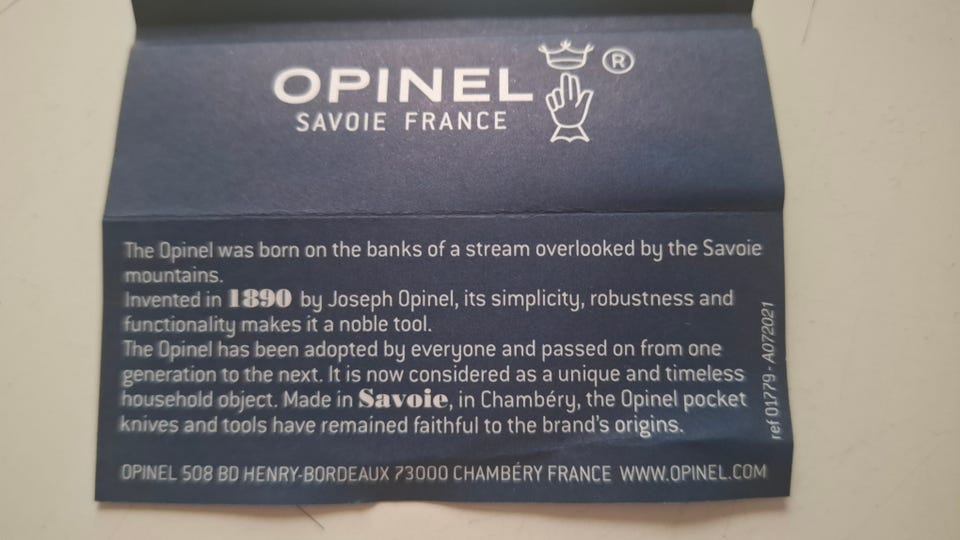 OPINEL ®
SAVOIE FRANCE
The Opinel was born on the banks of a stream overlooked by the Savoie
mountains.
Invented in 1890 by Joseph Opinel, its simplicity, robustness and
functionality makes it a noble tool.
The Opinel has been adopted by everyone and passed on from one
generation to the next. It is now considered as a unique and timeless
household object. Made in Savoie, in Chambéry, the Opinel pocket
knives and tools have remained faithful to the brand's origins.
ref 01779 - A072021
OPINEL 508 BD HENRY-BORDEAUX 73000 CHAMBÉRY FRANCE WWW.OPINEL.COM